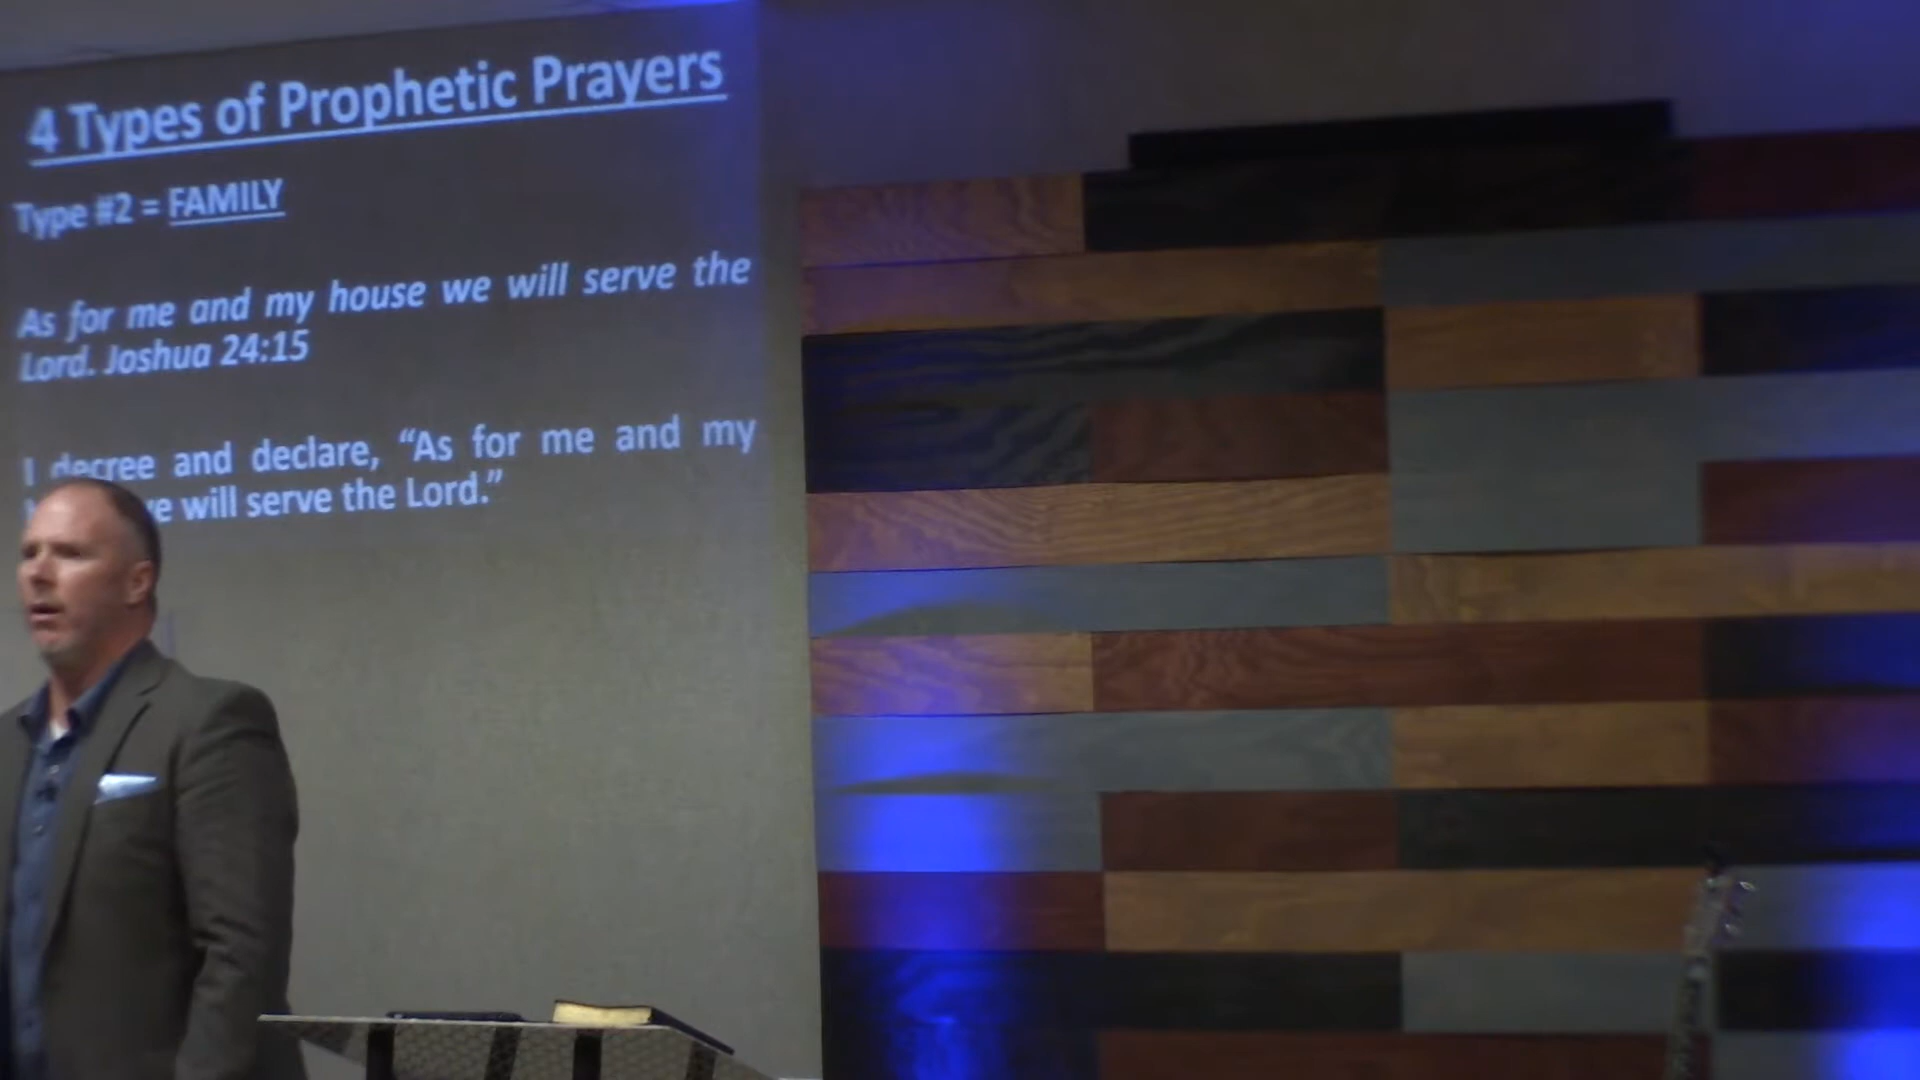 4 Types of Prophetic Prayers
Type #2 = FAMILY
As for me and my house we will serve the
Lord. Joshua 24:15
I decree and declare, “As for me and my
we will serve the Lord.”